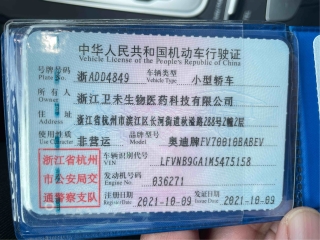 中华人民共和国机动车行驶证
Vehicle License of the People's Republic of China
号牌号码 浙ADD4849 车辆类型 小型轿车
Plate No. Vehicle Type
所有人 浙江卫未生物医药科技有限公司
Owner
住址 浙江省杭州市滨江区长河街道秋溢路288号2幢2层
Address
使用性质 非营运 品牌型号 奥迪牌FV7001OBABEV
Use Character Model
浙江省杭州 车辆识别代号 LFVNB9GA1M5475158
VIN
市公安局交 发动机号码 036271
Engine No.
通警察支队 注册日期 2021-10-09 发证日期 2021-10-09
Register Date Issue Date